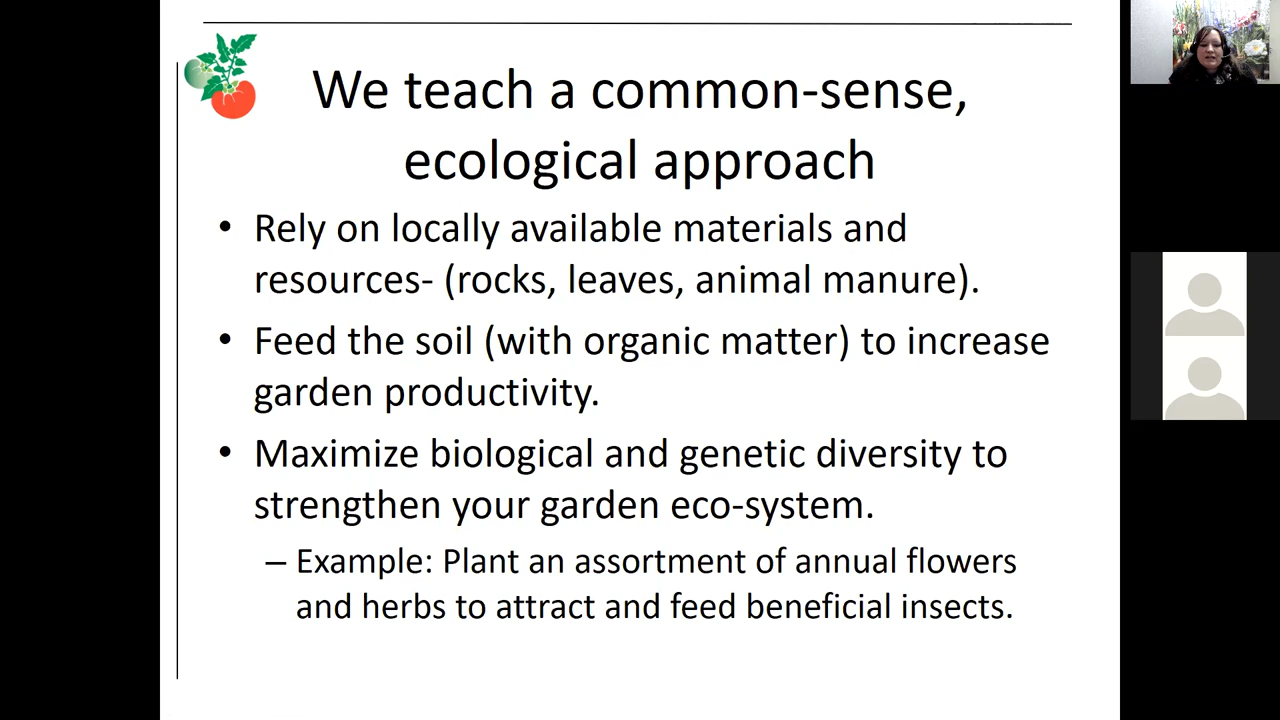 We teach a common-sense,
ecological approach
• Rely on locally available materials and
resources- (rocks, leaves, animal manure).
• Feed the soil (with organic matter) to increase
garden productivity.
• Maximize biological and genetic diversity to
strengthen your garden eco-system.
– Example: Plant an assortment of annual flowers
and herbs to attract and feed beneficial insects.